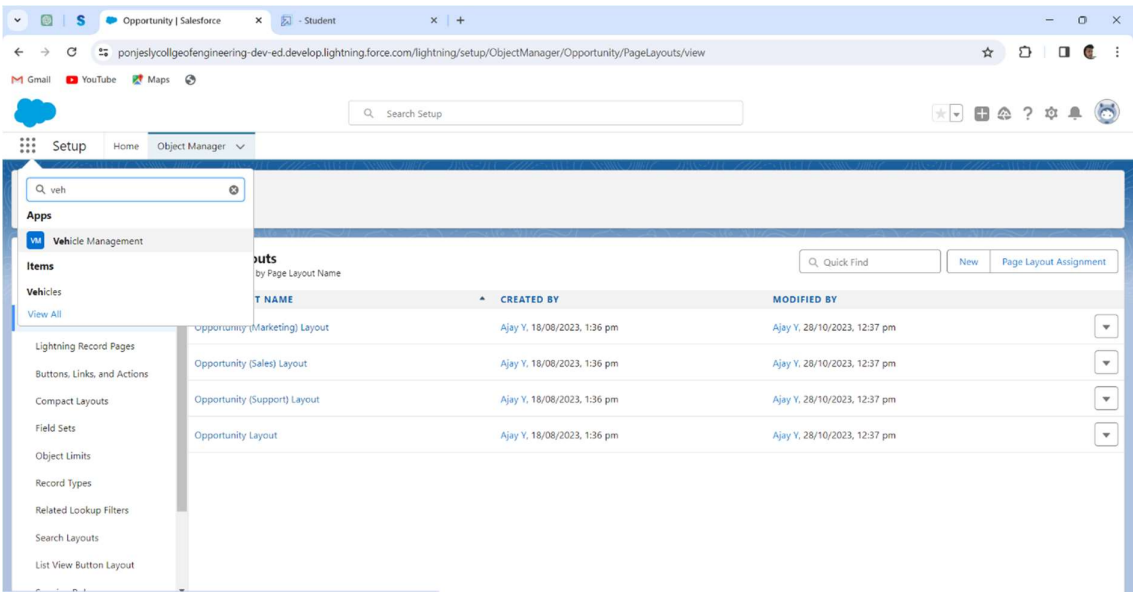 S Opportunity | Salesforce × - Student × +
ponjeslycollgeofengineering-dev-ed.develop.lightning.force.com/lightning/setup/ObjectManager/Opportunity/PageLayouts/view
Gmail YouTube Maps
Search Setup
Setup Home Object Manager
veh
Apps
VM Vehicle Management
Items
Vehicles
View All
outs
by Page Layout Name
Quick Find New Page Layout Assignment
T NAME CREATED BY MODIFIED BY
Opportunity (Marketing) Layout Ajay Y, 18/08/2023, 1:36 pm Ajay Y, 28/10/2023, 12:37 pm
Lightning Record Pages
Opportunity (Sales) Layout Ajay Y, 18/08/2023, 1:36 pm Ajay Y, 28/10/2023, 12:37 pm
Buttons, Links, and Actions
Compact Layouts
Opportunity (Support) Layout Ajay Y, 18/08/2023, 1:36 pm Ajay Y, 28/10/2023, 12:37 pm
Field Sets
Opportunity Layout Ajay Y, 18/08/2023, 1:36 pm Ajay Y, 28/10/2023, 12:37 pm
Object Limits
Record Types
Related Lookup Filters
Search Layouts
List View Button Layout